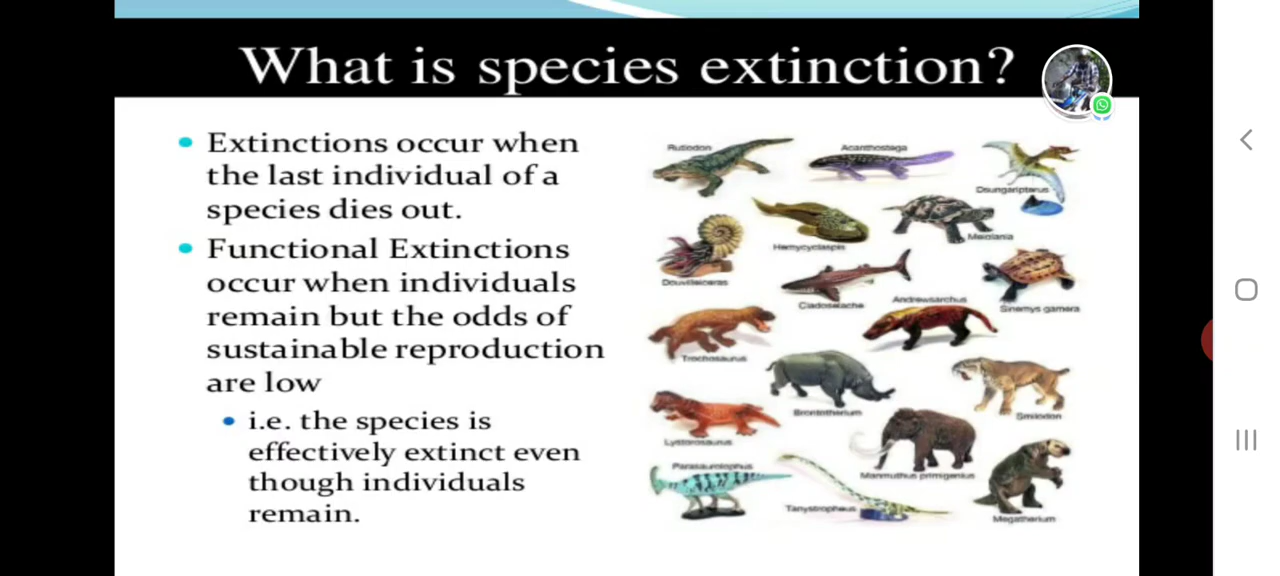 What is species extinction?
Extinctions occur when
the last individual of a
species dies out.
Functional Extinctions
occur when individuals
remain but the odds of
sustainable reproduction
are low
i.e. the species is
effectively extinct even
though individuals
remain.
Rutiodon
Acanthostega
Dsungaripterus
Hemycyclaspis
Meiolania
Douvilleiceras
Cladoselache
Andrewsarchus
Sinemys gamera
Trochosaurus
Brontotherium
Smilodon
Lystrosaurus
Parasaurolophus
Mammuthus primigenius
Tanystropheus
Megatherium